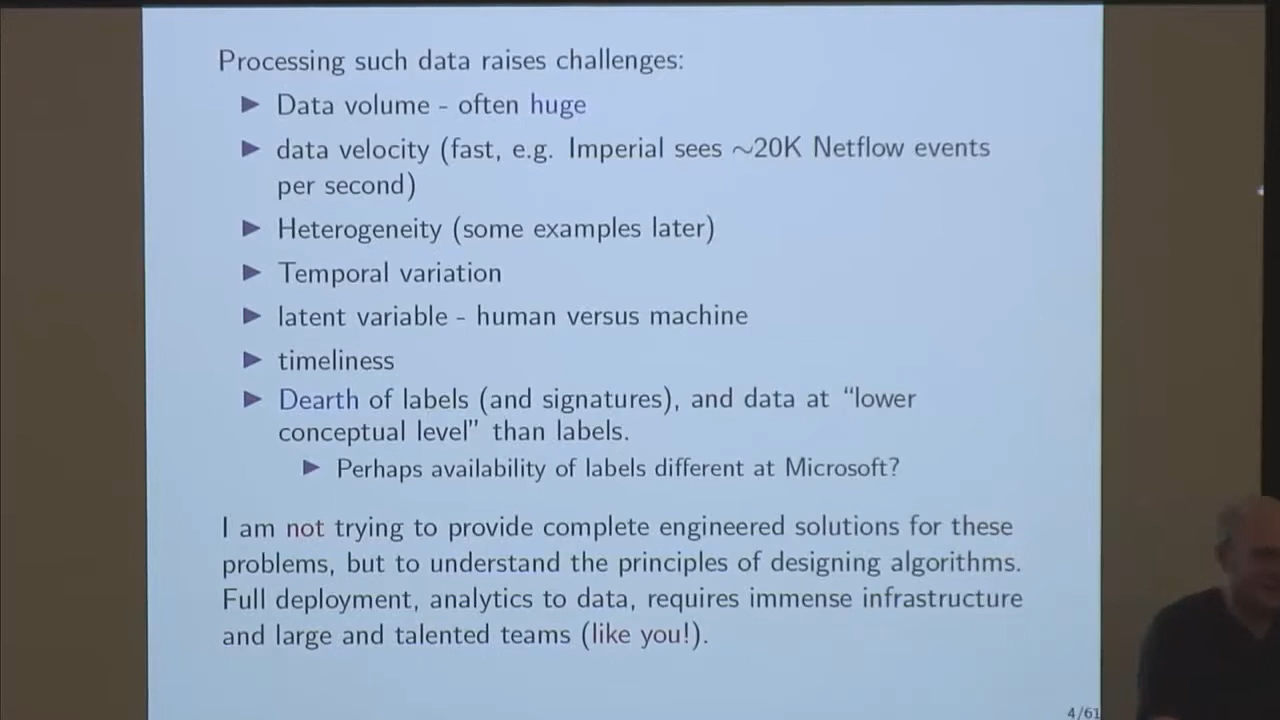 Processing such data raises challenges:
▶ Data volume - often huge
▶ data velocity (fast, e.g. Imperial sees ~20K Netflow events
per second)
▶ Heterogeneity (some examples later)
▶ Temporal variation
▶ latent variable - human versus machine
▶ timeliness
▶ Dearth of labels (and signatures), and data at “lower
conceptual level” than labels.
▶ Perhaps availability of labels different at Microsoft?
I am not trying to provide complete engineered solutions for these
problems, but to understand the principles of designing algorithms.
Full deployment, analytics to data, requires immense infrastructure
and large and talented teams (like you!).
4/61